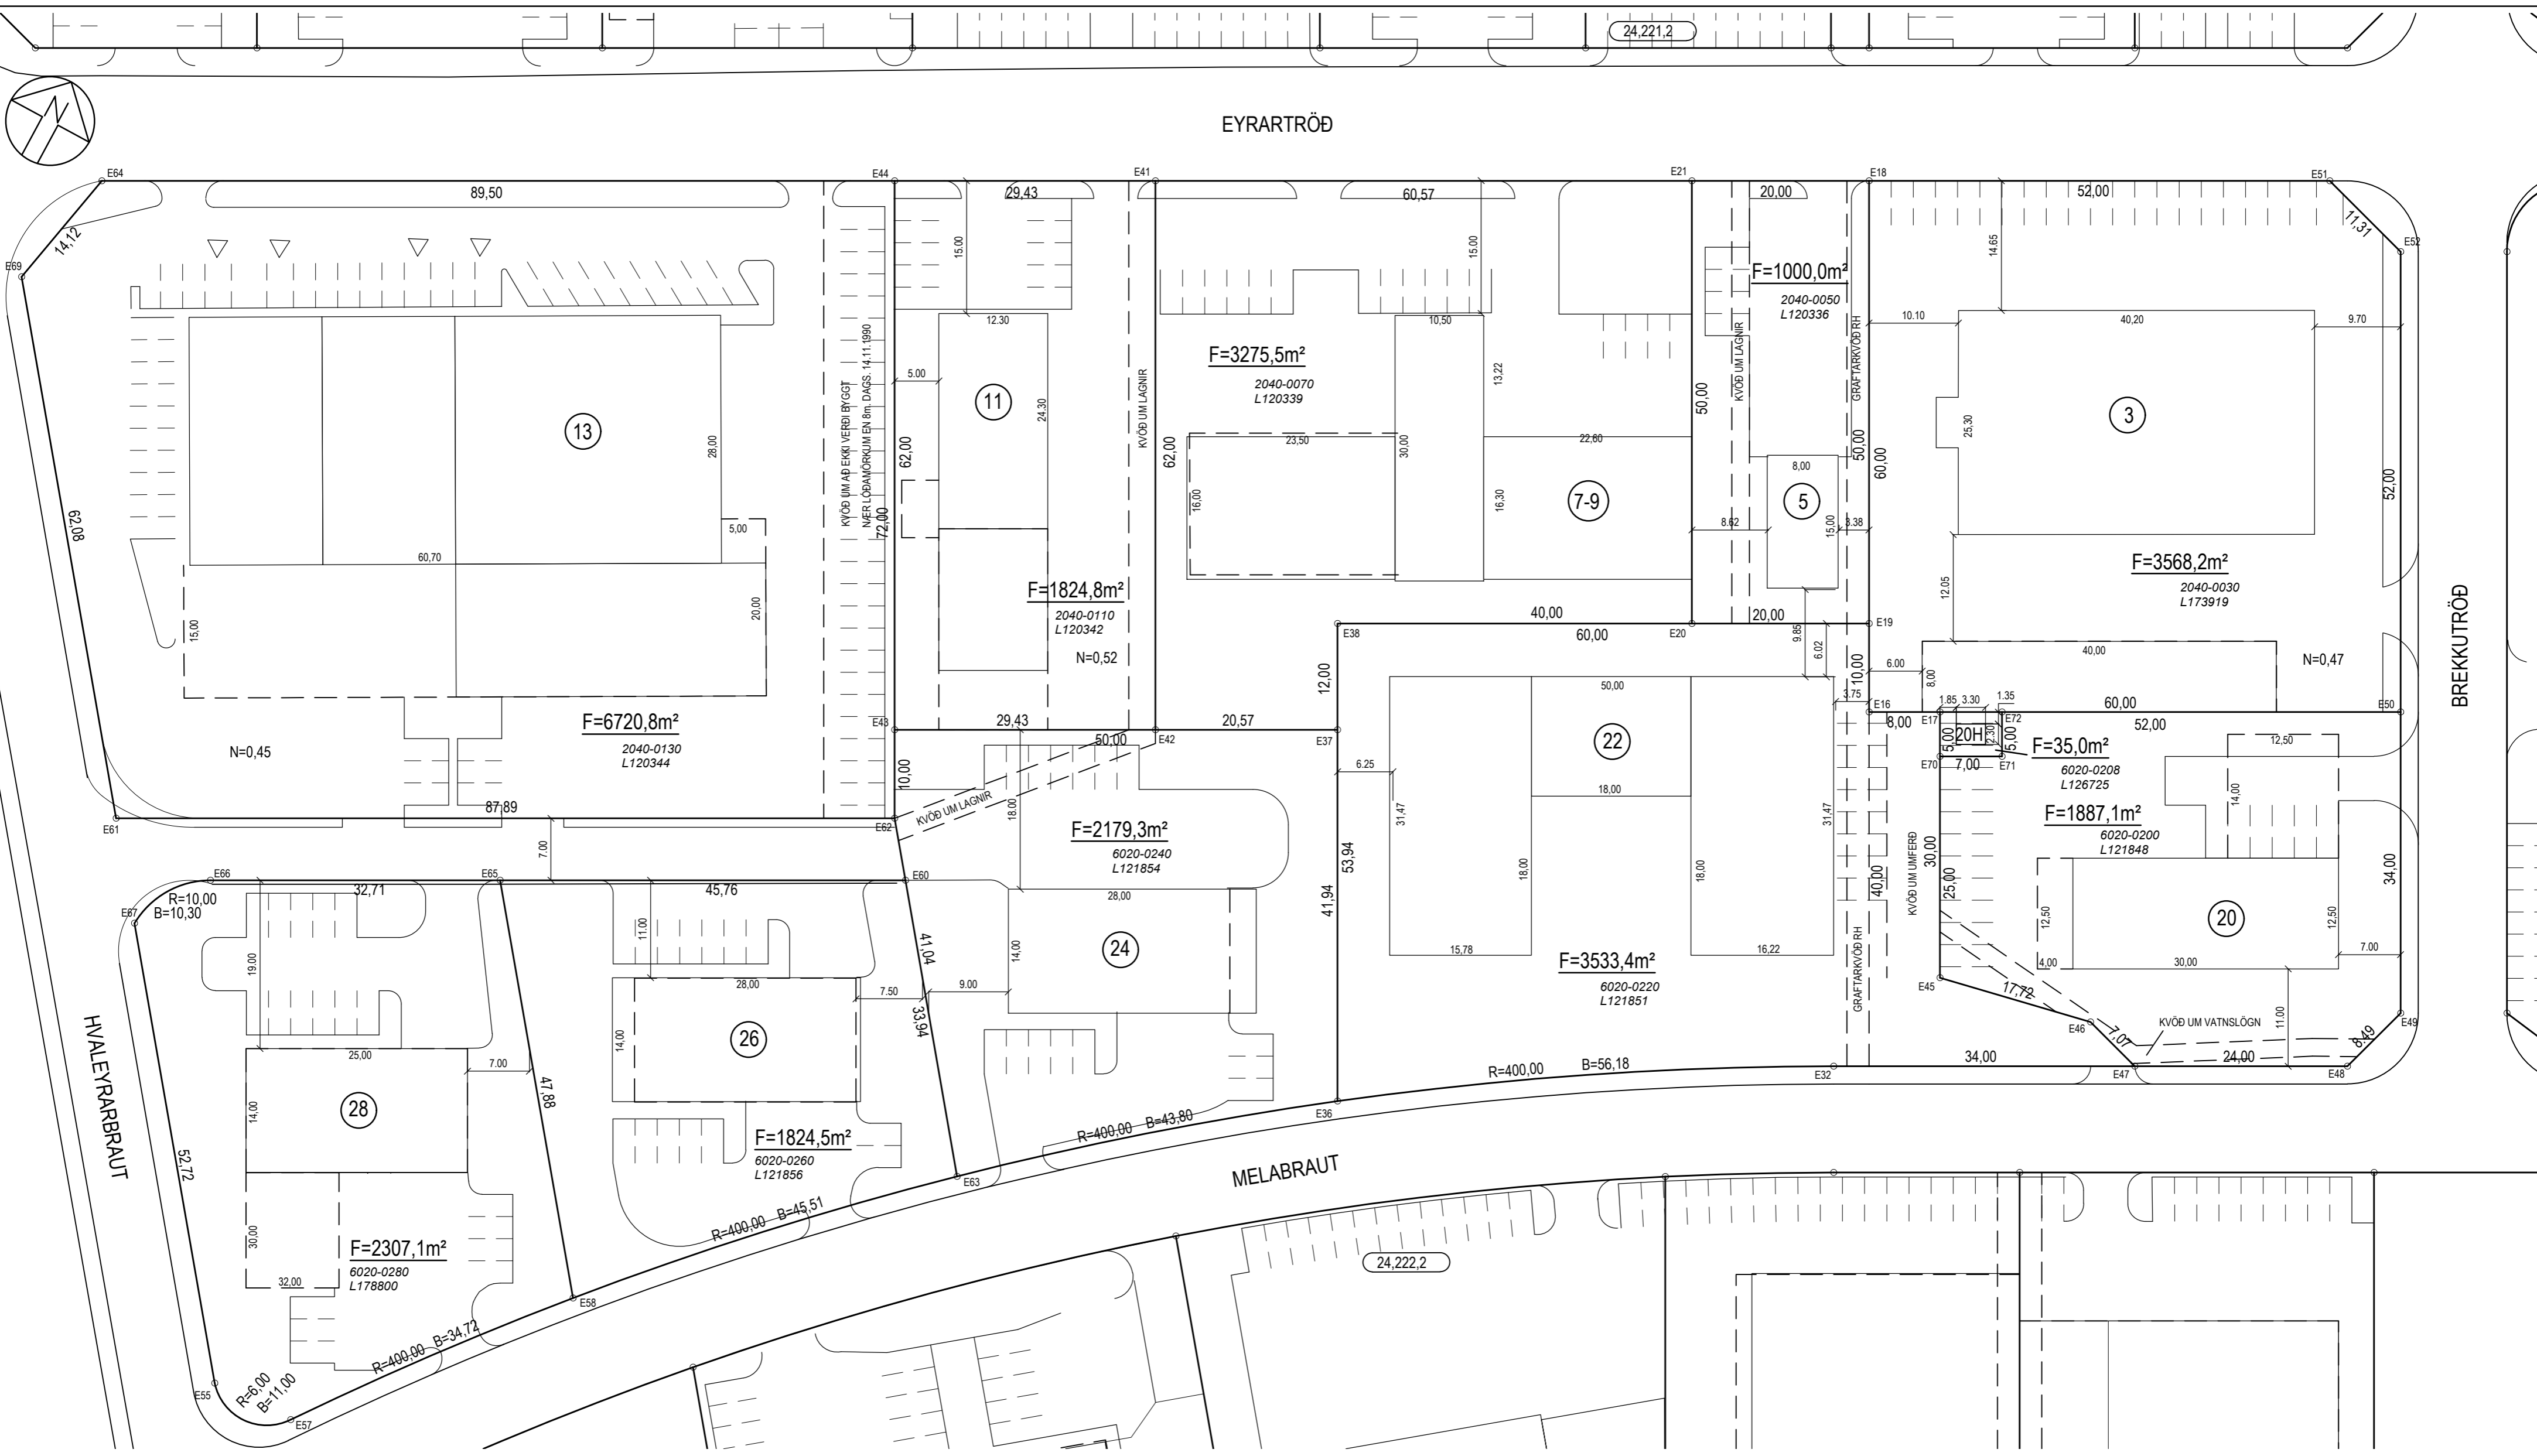 24,221,2
N
EYRARTRÖÐ
E64
E44
E41
E21
E18
E51
89,50
29,43
60,57
20,00
52,00
14,12
11,31
E69
E52
15.00
15.00
14.65
F=1000,0m²
2040-0050
L120336
12.30
10,50
10.10
40,20
9.70
F=3275,5m²
2040-0070
L120339
KVÖÐ UM LAGNIR
KVÖÐ UM LAGNIR
GRAFTARKVÖÐ RH
5.00
13,22
11
13
3
24.30
25,30
28,00
50,00
KVÖÐ UM AÐ EKKI VERÐI BYGGT
NÆR LÓÐAMÖRKUM EN 8m. DAGS. 14.11.1990
62,00
62,00
23,50
30,00
22,60
50,00
60,00
8,00
16,00
16,30
7-9
5
52,00
62,08
72,00
5,00
8.62
15,00
3.38
60,70
F=1824,8m²
2040-0110
L120342
N=0,52
F=3568,2m²
2040-0030
L173919
12.05
BREKKUTRÖÐ
15,00
20,00
40,00
60,00
20,00
E38
E20
E19
9.85
6.02
10,00
6.00
8,00
40,00
N=0,47
12,00
50,00
3.75
1.85
3.30
1.35
60,00
F=6720,8m²
2040-0130
L120344
N=0,45
E43
29,43
E42
20,57
E37
50,00
22
E16
8,00
E17
E72
52,00
E50
20H
2.30
5,00
5,00
F=35,0m²
6020-0208
L126725
E70
7,00
E71
12,50
10,00
18.00
6.25
18,00
31,47
31,47
14,00
F=1887,1m²
6020-0200
L121848
87,89
E61
E62
KVÖÐ UM LAGNIR
F=2179,3m²
6020-0240
L121854
7.00
53,94
41,94
18,00
18,00
40,00
KVÖÐ UM UMFERÐ
30,00
25,00
34,00
E66
E65
E60
32,71
45,76
28,00
R=10,00
B=10,30
E67
19.00
11.00
41,04
14,00
24
12,50
12,50
20
15,78
16,22
4,00
30,00
7.00
F=3533,4m²
6020-0220
L121851
GRAFTARKVÖÐ RH
28,00
7.50
9.00
33,94
E45
17,72
E46
7,07
KVÖÐ UM VATNSLÖGN
11.00
E49
8,49
HVALEYRARBRAUT
25,00
7.00
14,00
26
R=400,00
B=56,18
E32
34,00
E47
24,00
E48
47,88
28
14,00
E36
R=400,00
B=43,80
52,72
F=1824,5m²
6020-0260
L121856
E63
MELABRAUT
R=400,00
B=45,51
30,00
F=2307,1m²
6020-0280
L178800
32,00
24,222,2
E58
R=400,00
B=34,72
E55
R=6,00
B=11,00
E57